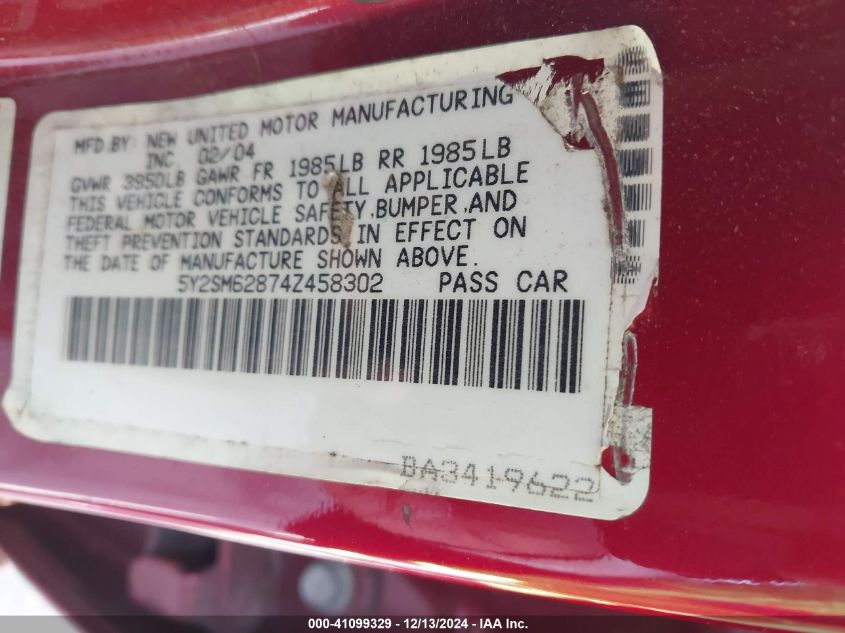 MFD.BY: NEW UNITED MOTOR MANUFACTURING
INC. 02/04
GVWR 3950LB GAWR FR 1985LB RR 1985LB
THIS VEHICLE CONFORMS TO ALL APPLICABLE
FEDERAL MOTOR VEHICLE SAFETY,BUMPER,AND
THEFT PREVENTION STANDARDS IN EFFECT ON
THE DATE OF MANUFACTURE SHOWN ABOVE.
5Y2SM62874Z458302 PASS CAR
BA3419622
000-41099329 / 12/13/2024 - IAA Inc.